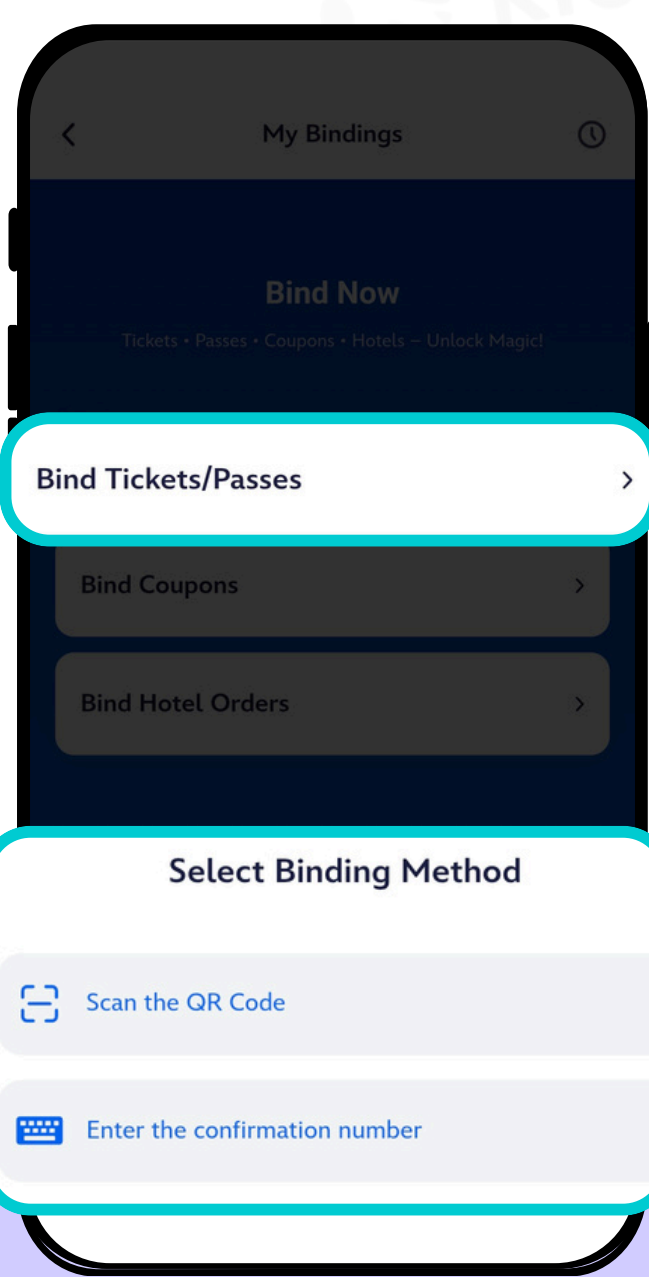 My Bindings
Bind Now
Tickets • Passes • Coupons • Hotels – Unlock Magic!
Bind Tickets/Passes
Bind Coupons
Bind Hotel Orders
Select Binding Method
Scan the QR Code
Enter the confirmation number